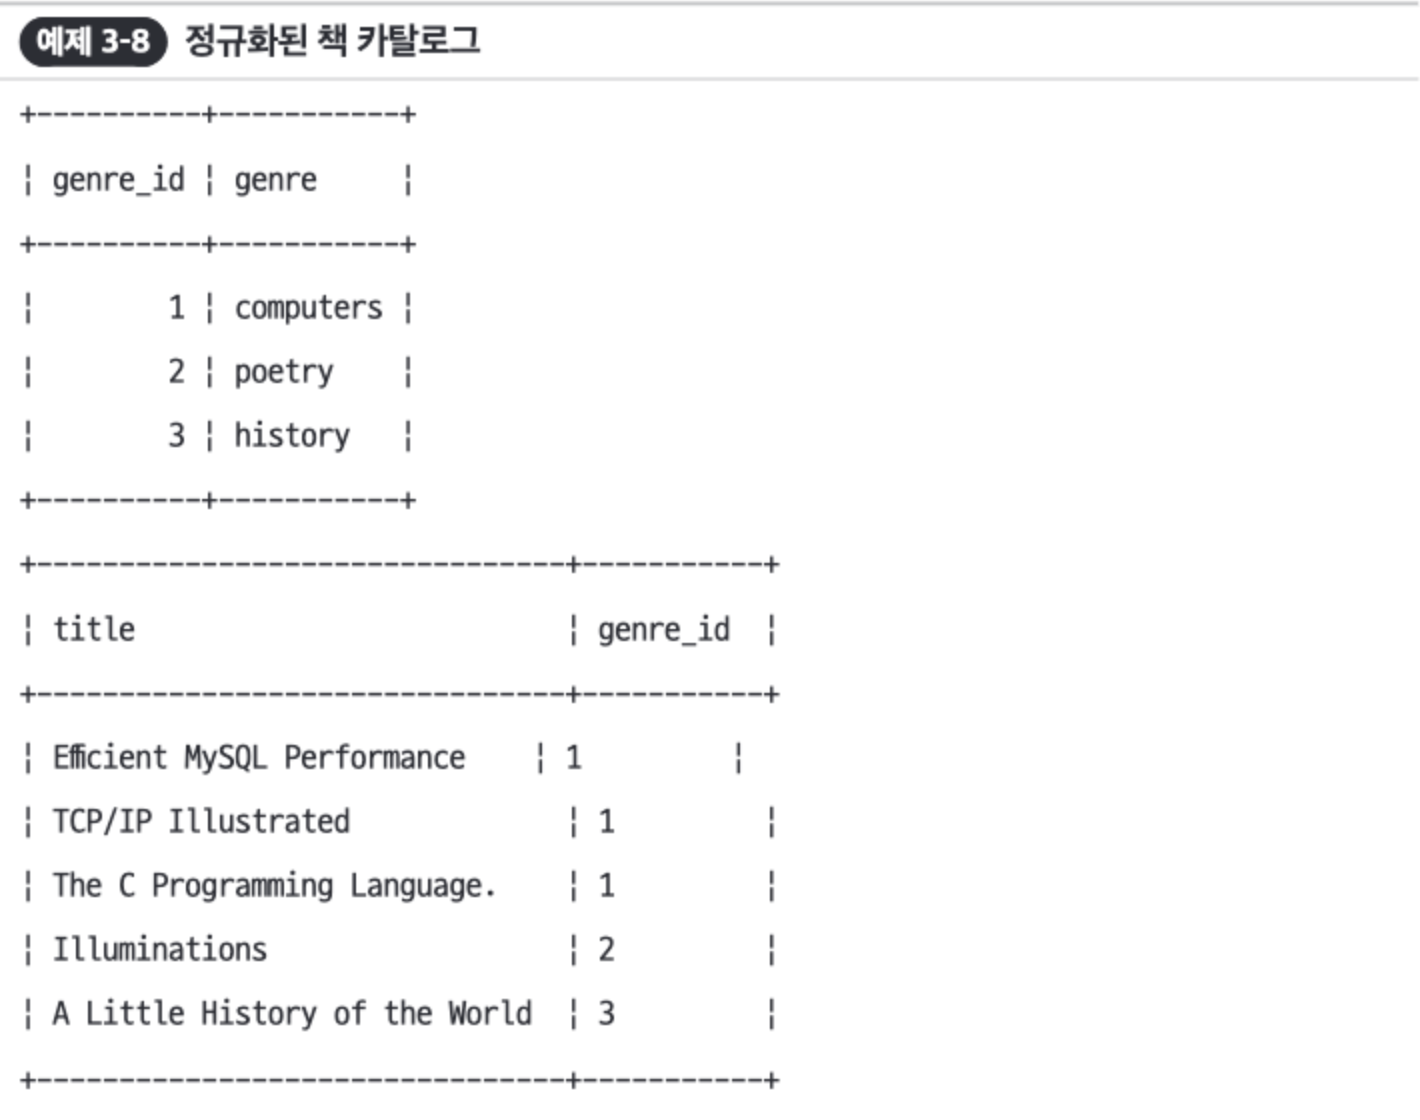 예제 3-8 정규화된 책 카탈로그
+----------+-----------+
¦ genre_id ¦ genre     ¦
+----------+-----------+
¦        1 ¦ computers ¦
¦        2 ¦ poetry    ¦
¦        3 ¦ history   ¦
+----------+-----------+
+--------------------------------+-----------+
¦ title                          ¦ genre_id  ¦
+--------------------------------+-----------+
¦ Efficient MySQL Performance    ¦ 1         ¦
¦ TCP/IP Illustrated             ¦ 1         ¦
¦ The C Programming Language.    ¦ 1         ¦
¦ Illuminations                  ¦ 2         ¦
¦ A Little History of the World  ¦ 3         ¦
+--------------------------------+-----------+